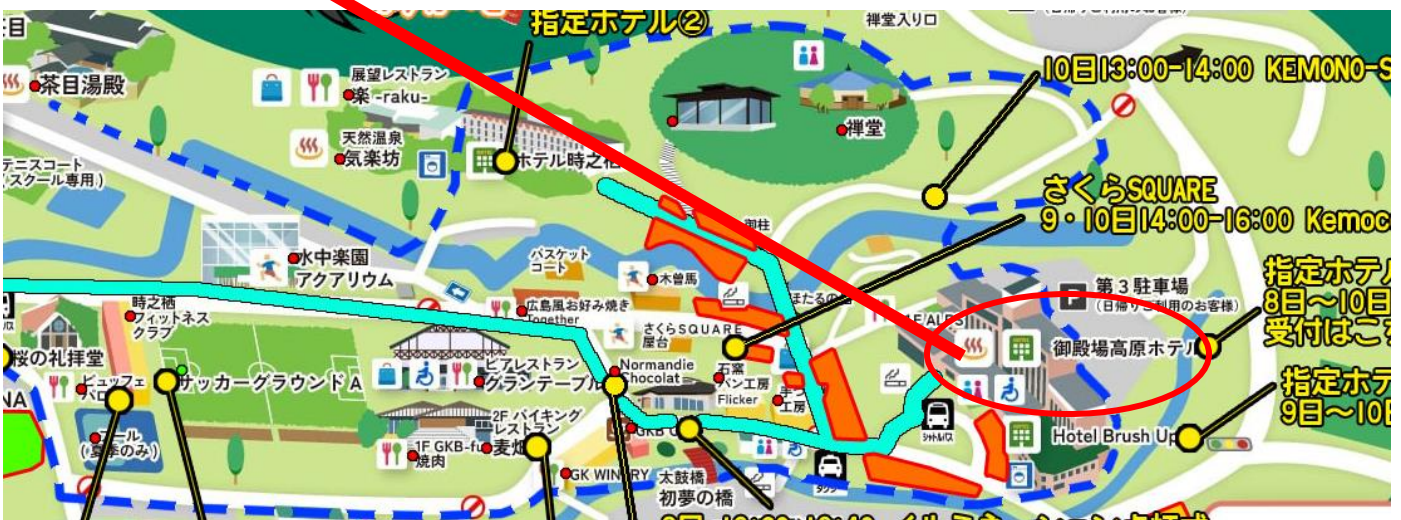 指定ホテル②
禅堂入り口
茶目湯殿
展望レストラン
楽 -raku-
10日13:00-14:00 KEMONO-S
天然温泉
気楽坊
禅堂
テニスコート
スクール専用)
ホテル時之栖
さくらSQUARE
9・10日14:00-16:00 Kemoc
御柱
水中楽園
アクアリウム
バスケット
コート
木曽馬
指定ホテル
8日～10日
受付はこ
第3駐車場
(日帰りご利用のお客様)
P
時之栖
フィットネス
クラブ
広島風お好み焼き
Together
さくらSQUARE
屋台
御殿場高原ホテル
桜の礼拝堂
ビュッフェ
サッカーグラウンドA
ビアレストラン
グランテーブル
Normandie
Chocolat
石窯
パン工房
Flicker
工房
NA
プール
(夏季のみ)
2F バイキング
レストラン
麦畑
1F GKB-fu
焼肉
シャトルバス
指定ホテ
9日～10日
Hotel Brush Up
GK WINERY
太鼓橋
初夢の橋
タクシー